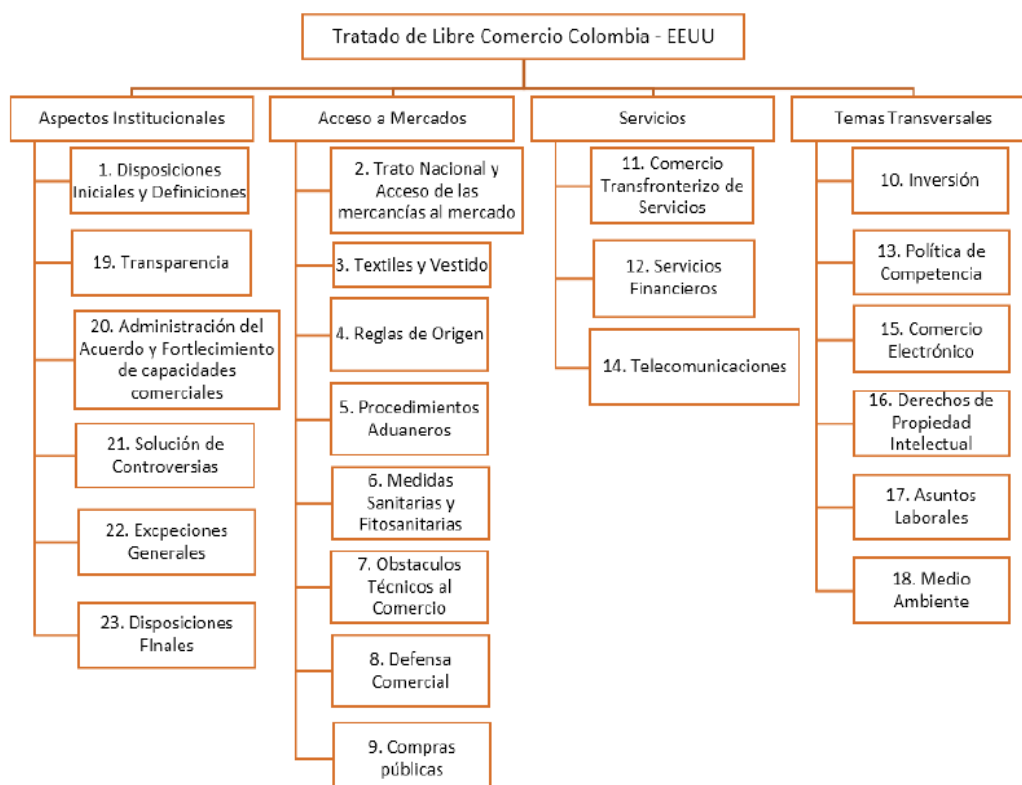 Tratado de Libre Comercio Colombia - EEUU
Aspectos Institucionales
1. Disposiciones
Iniciales y Definiciones
19. Transparencia
20. Administración del
Acuerdo y Fortlecimiento
de capacidades
comerciales
21. Solución de
Controversias
22. Excpeciones
Generales
23. Disposiciones
FInales
Acceso a Mercados
2. Trato Nacional y
Acceso de las
mercancías al mercado
3. Textiles y Vestido
4. Reglas de Origen
5. Procedimientos
Aduaneros
6. Medidas
Sanitarias y
Fitosanitarias
7. Obstaculos
Técnicos al
Comercio
8. Defensa
Comercial
9. Compras
públicas
Servicios
11. Comercio
Transfronterizo de
Servicios
12. Servicios
Financieros
14. Telecomunicaciones
Temas Transversales
10. Inversión
13. Política de
Competencia
15. Comercio
Electrónico
16. Derechos de
Propiedad
Intelectual
17. Asuntos
Laborales
18. Medio
Ambiente